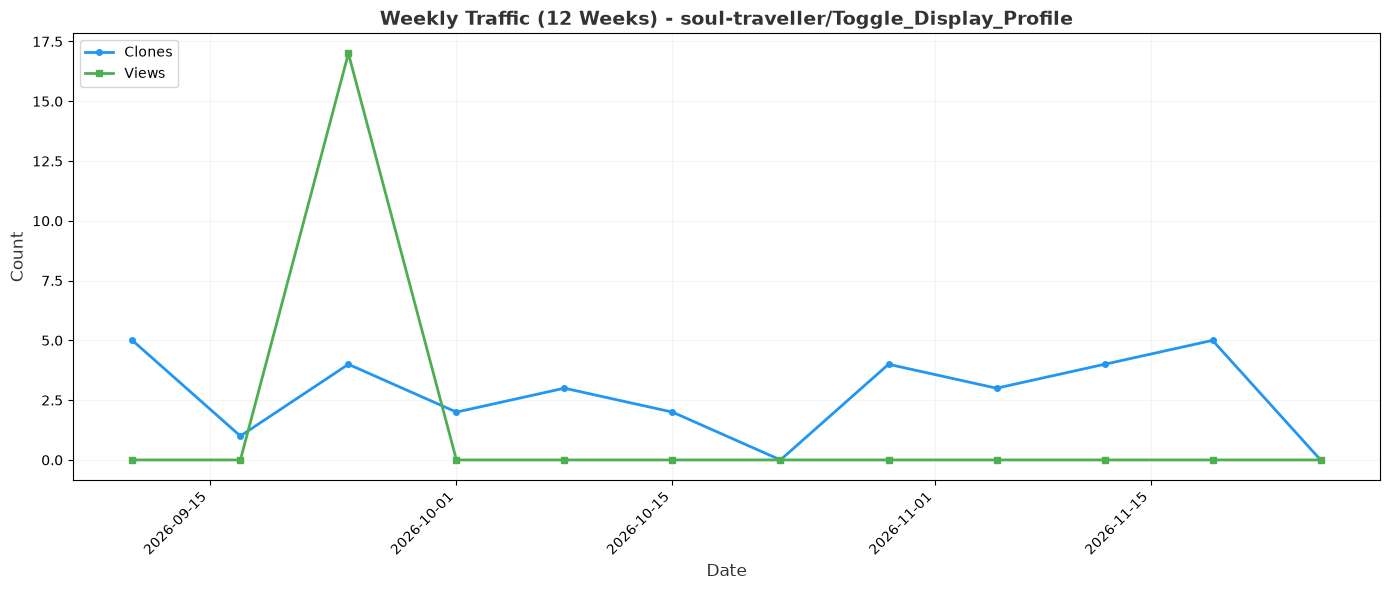 Weekly Traffic (12 Weeks) - soul-traveller/Toggle_Display_Profile
Clones
Views
17.5
15.0
12.5
10.0
7.5
5.0
2.5
0.0
Count
2026-09-15
2026-10-01
2026-10-15
2026-11-01
2026-11-15
Date